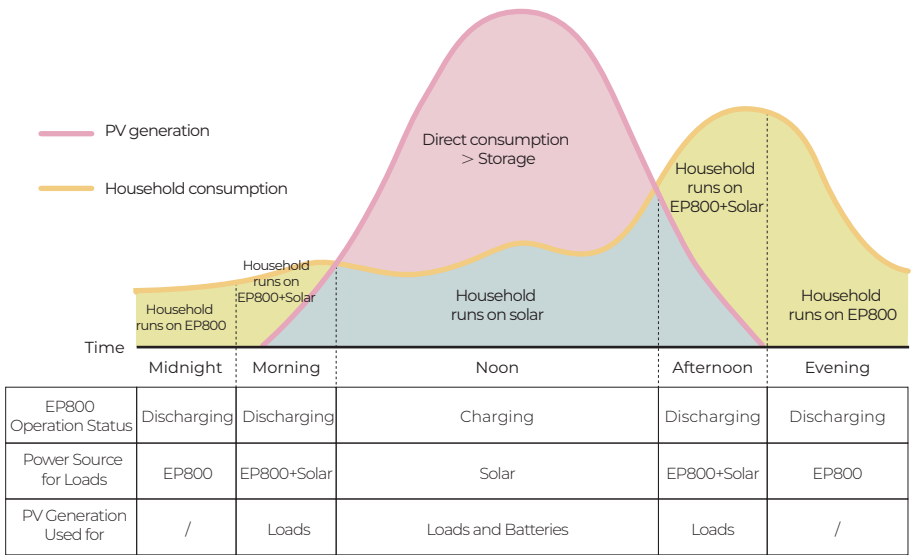 PV generation
Household consumption
Direct consumption
> Storage
Household
runs on
EP800+Solar
Household
runs on
EP800+Solar
Household
runs on EP800
Household
runs on solar
Household
runs on EP800
Time
Midnight
Morning
Noon
Afternoon
Evening
EP800
Operation Status
Discharging
Discharging
Charging
Discharging
Discharging
Power Source
for Loads
EP800
EP800+Solar
Solar
EP800+Solar
EP800
PV Generation
Used for
/
Loads
Loads and Batteries
Loads
/